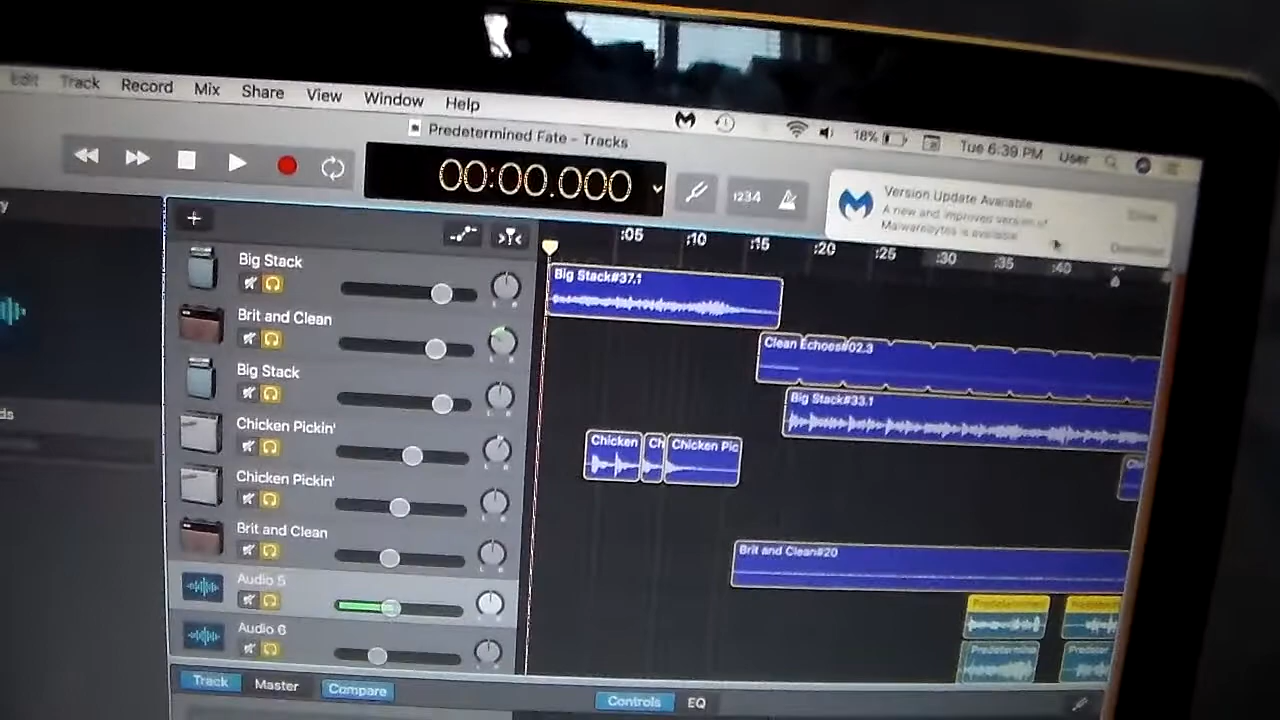 Edit Track Record Mix Share View Window Help 18% Tue 6:39 PM User
Predetermined Fate - Tracks
00:00.000
1234
Version Update Available
A new and improved version of
Malwarebytes is available
:05 :10 :15 :20 :25 :30 :35 :40
Big Stack
Big Stack#37.1
Brit and Clean
Clean Echoes#02.3
Big Stack
Big Stack#33.1
Chicken Pickin'
Chicken Ch Chicken Pic
Chicken Pickin'
Brit and Clean
Brit and Clean#20
Audio 5
Audio 6
Predetermine
Track Master Compare Controls EQ